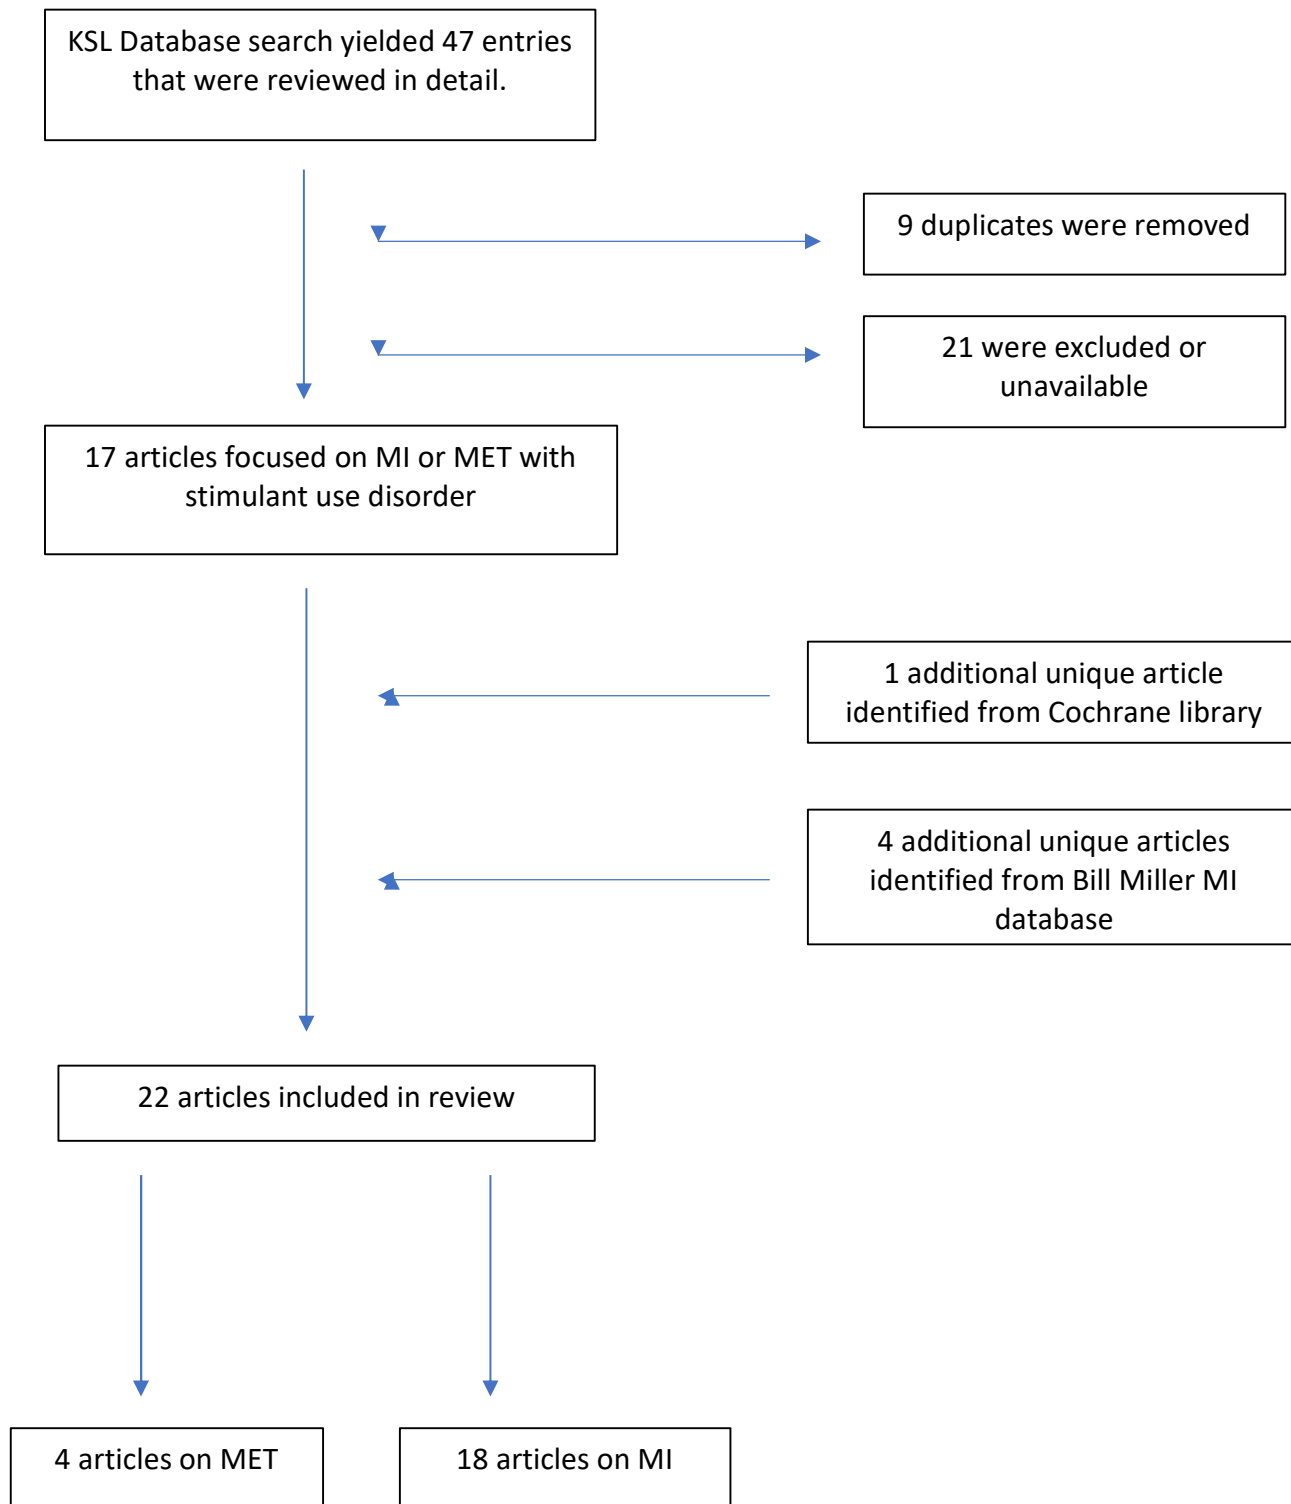 KSL Database search yielded 47 entries
that were reviewed in detail.
9 duplicates were removed
21 were excluded or
unavailable
17 articles focused on MI or MET with
stimulant use disorder
1 additional unique article
identified from Cochrane library
4 additional unique articles
identified from Bill Miller MI
database
22 articles included in review
4 articles on MET
18 articles on MI